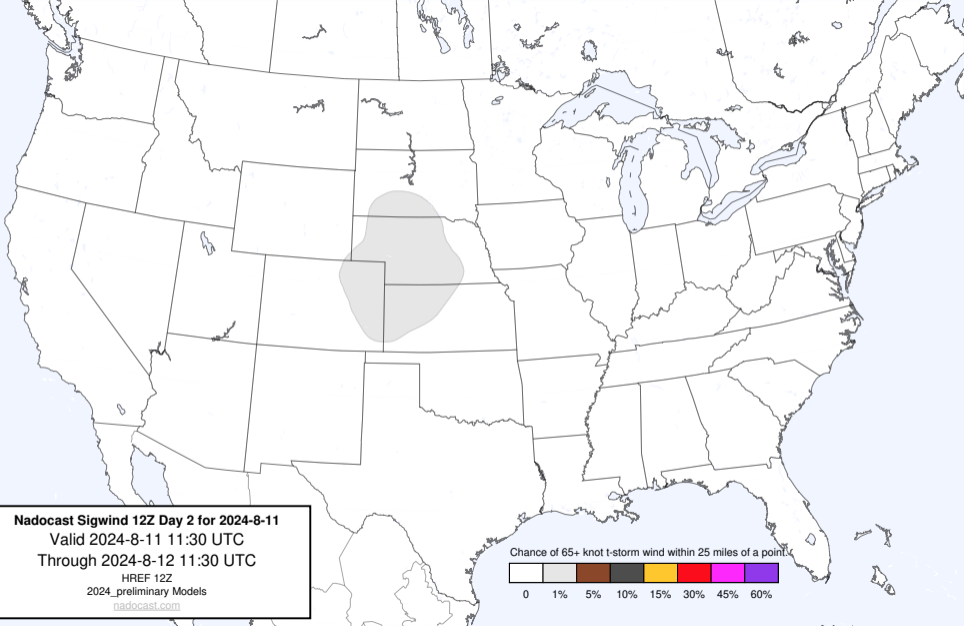 Nadocast Sigwind 12Z Day 2 for 2024-8-11
Valid 2024-8-11 11:30 UTC
Through 2024-8-12 11:30 UTC
HREF 12Z
2024_preliminary Models
nadocast.com
Chance of 65+ knot t-storm wind within 25 miles of a point.
0 1% 5% 10% 15% 30% 45% 60%